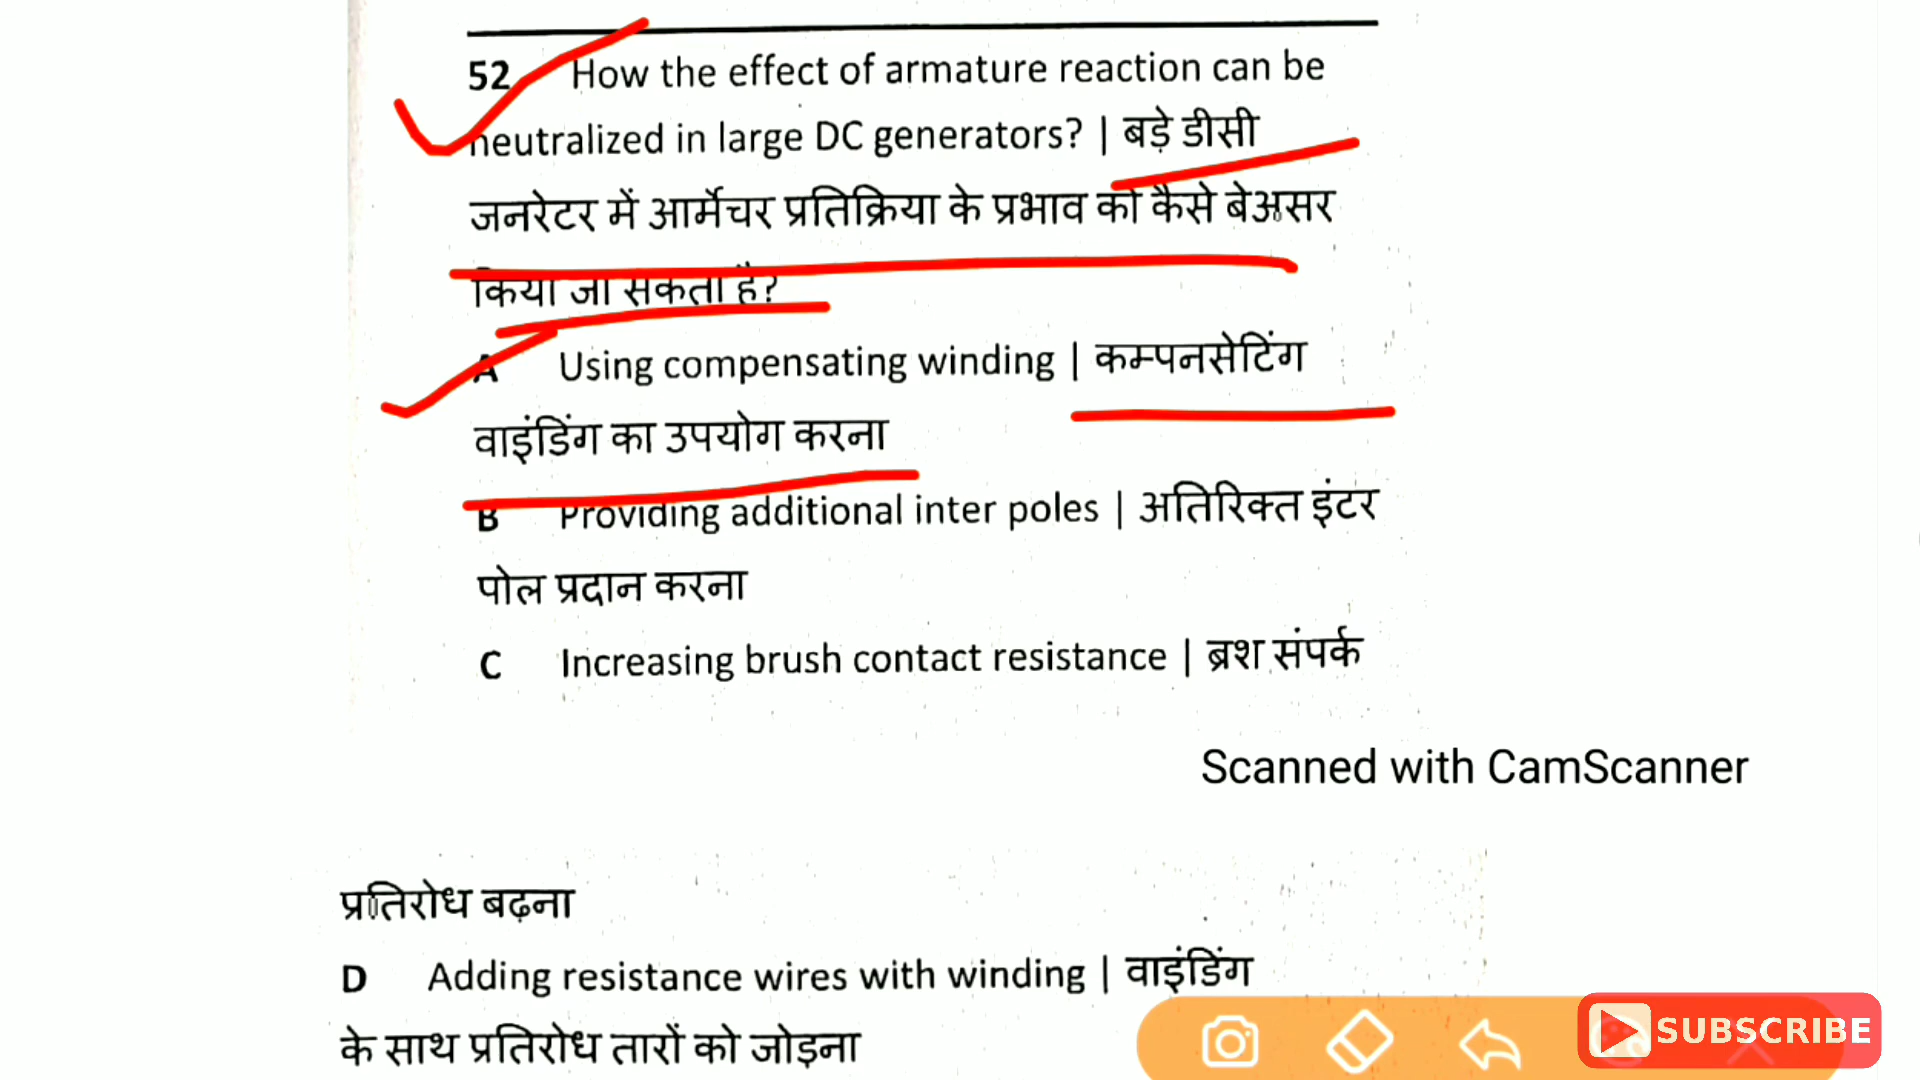 52 How the effect of armature reaction can be
neutralized in large DC generators? | बड़े डीसी
जनरेटर में आर्मेचर प्रतिक्रिया के प्रभाव को कैसे बेअसर
किया जा सकता है?
A Using compensating winding | कम्पनसेटिंग
वाइंडिंग का उपयोग करना
B Providing additional inter poles | अतिरिक्त इंटर
पोल प्रदान करना
C Increasing brush contact resistance | ब्रश संपर्क
Scanned with CamScanner
प्रतिरोध बढ़ना
D Adding resistance wires with winding | वाइंडिंग
के साथ प्रतिरोध तारों को जोड़ना
SUBSCRIBE